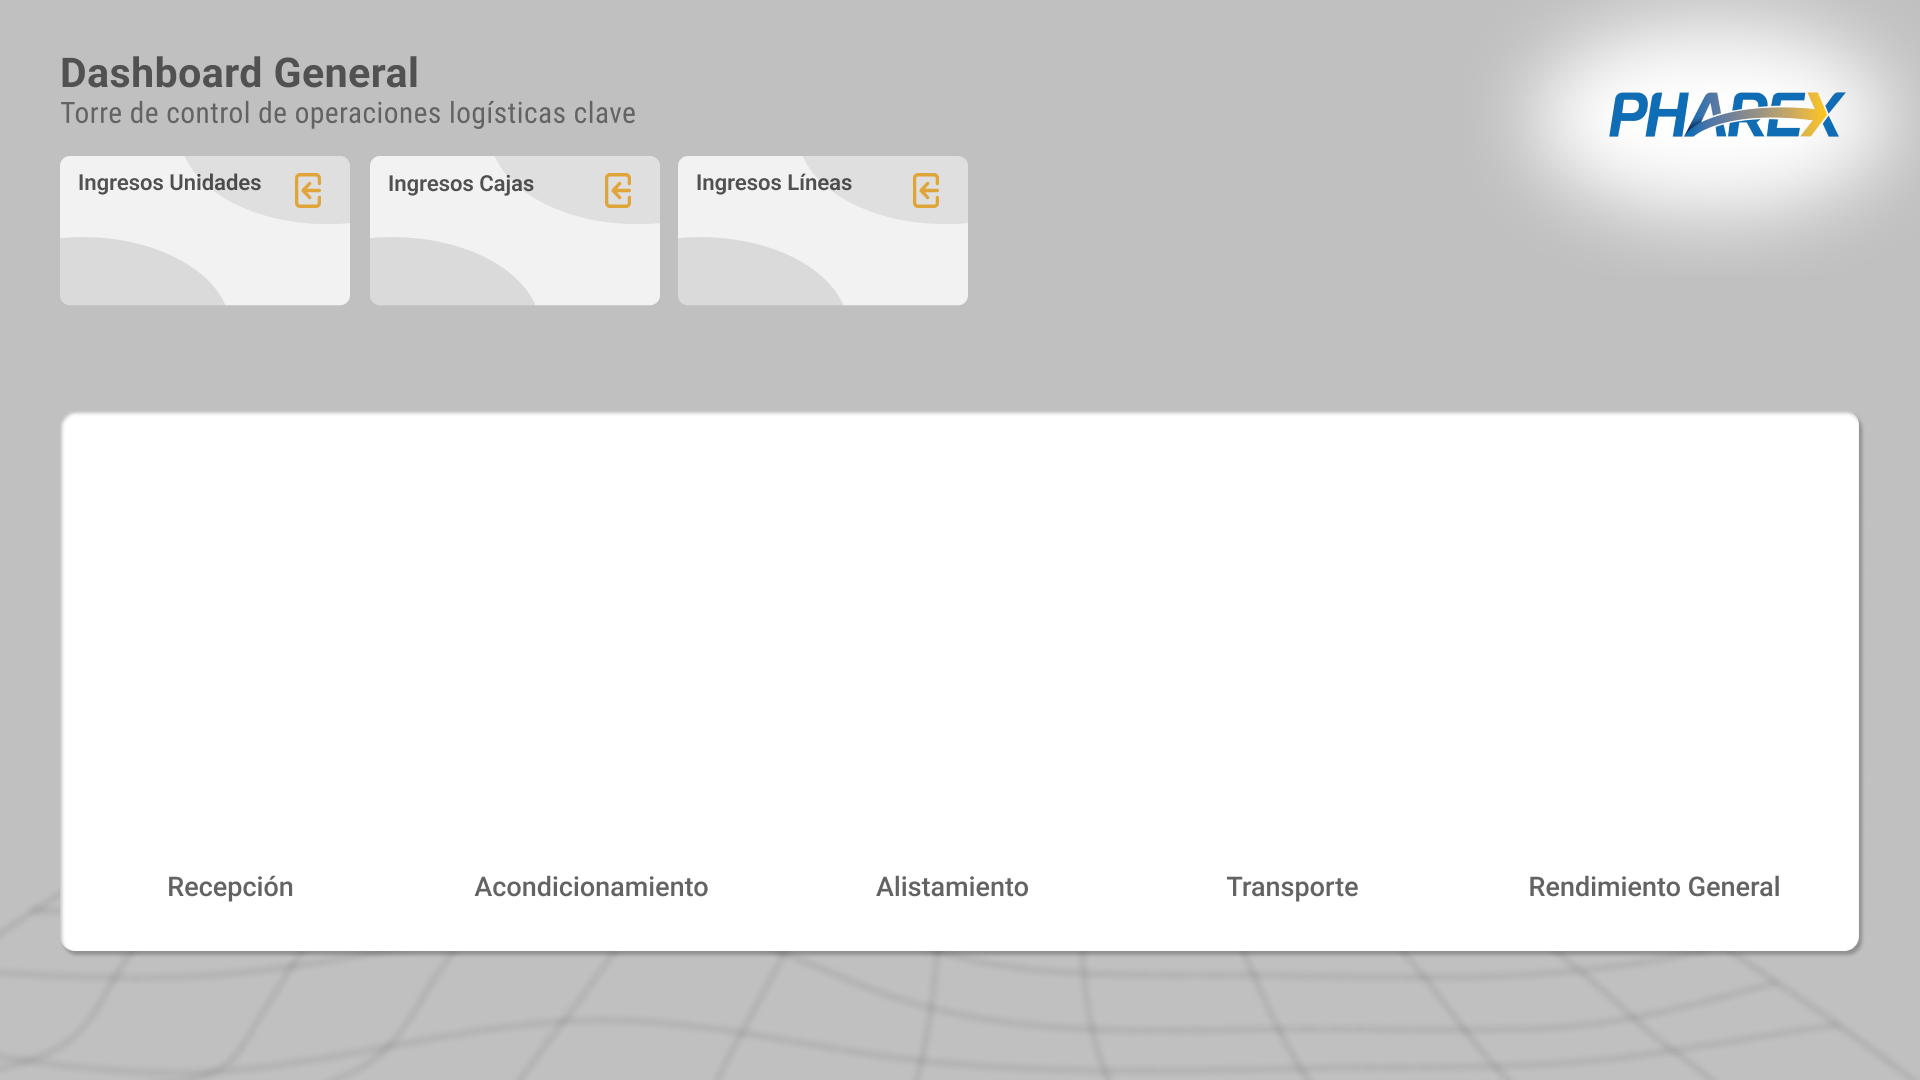 Dashboard General
Torre de control de operaciones logísticas clave
PHAREX
Ingresos Unidades
Ingresos Cajas
Ingresos Líneas
Recepción
Acondicionamiento
Alistamiento
Transporte
Rendimiento General